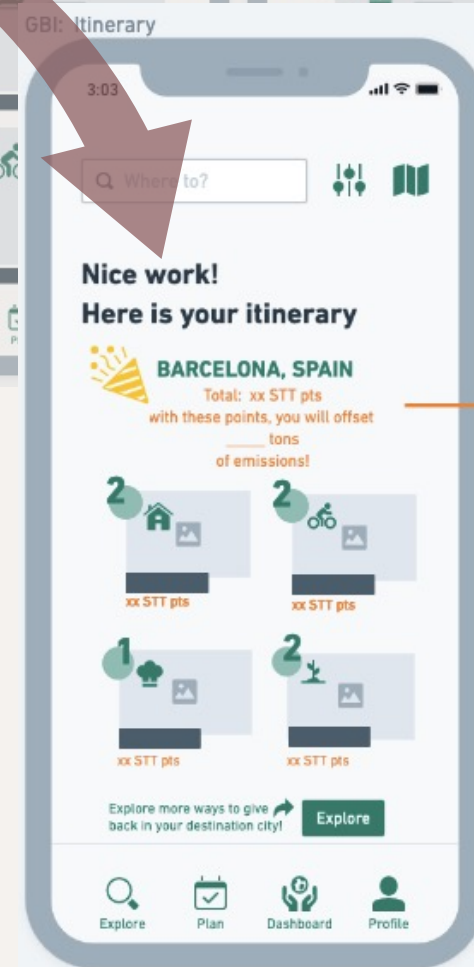 GBI: Itinerary
3:03
Where to?
Nice work!
Here is your itinerary
BARCELONA, SPAIN
Total: xx STT pts
with these points, you will offset
____ tons
of emissions!
2
2
xx STT pts
xx STT pts
1
2
xx STT pts
xx STT pts
Explore more ways to give
back in your destination city!
Explore
Explore
Plan
Dashboard
Profile